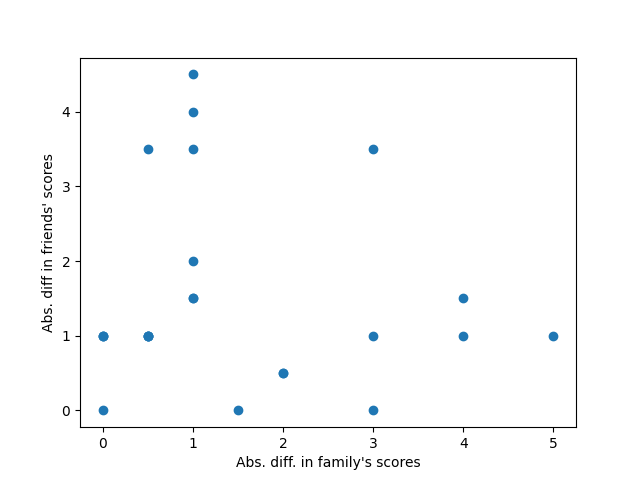 4
3
2
1
0
Abs. diff in friends' scores
0 1 2 3 4 5
Abs. diff. in family's scores